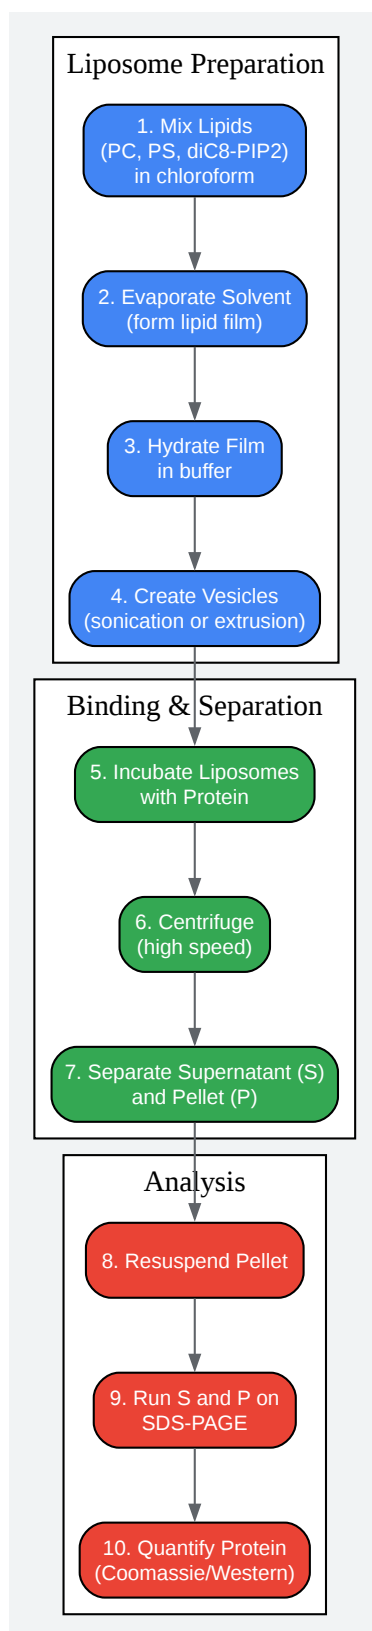 Liposome Preparation
1. Mix Lipids
(PC, PS, diC8-PIP2)
in chloroform
2. Evaporate Solvent
(form lipid film)
3. Hydrate Film
in buffer
4. Create Vesicles
(sonication or extrusion)
Binding & Separation
5. Incubate Liposomes
with Protein
6. Centrifuge
(high speed)
7. Separate Supernatant (S)
and Pellet (P)
Analysis
8. Resuspend Pellet
9. Run S and P on
SDS-PAGE
10. Quantify Protein
(Coomassie/Western)